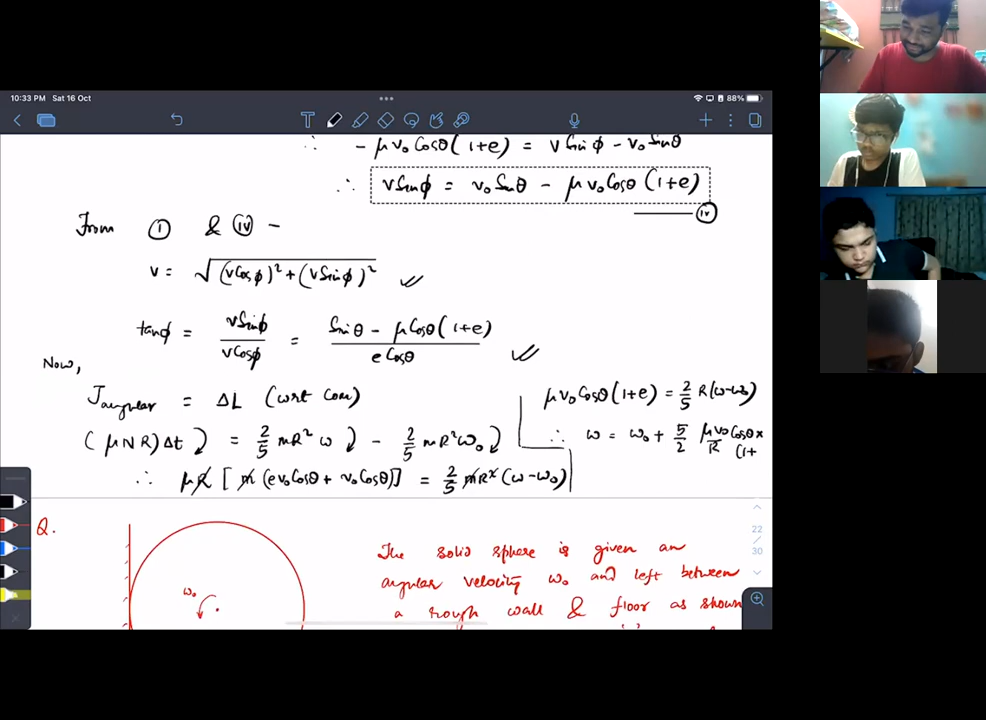 10:33 PM Sat 16 Oct
88%
∴ - μv₀Cosθ(1+e) = vSinϕ - v₀Sinθ
∴ vSinϕ = v₀Sinθ - μv₀Cosθ(1+e)
iv
From ① & iv -
v = √(vCosϕ)² + (vSinϕ)²
tanϕ = vSinϕ / vCosϕ = Sinθ - μCosθ(1+e) / eCosθ
Now,
J angular = ΔL (wrt Com)
(μNR)Δt = 2/5 mR²ω - 2/5 mR²ω₀
∴ μR [m(ev₀Cosθ + v₀Cosθ)] = 2/5 mR²(ω-ω₀)
μv₀Cosθ(1+e) = 2/5 R(ω-ω₀)
∴ ω = ω₀ + 5/2 μv₀Cosθ/R ×
(1+
22
/
30
Q.
ω₀
The solid sphere is given an
angular velocity ω₀ and left between
a rough wall & floor as shown